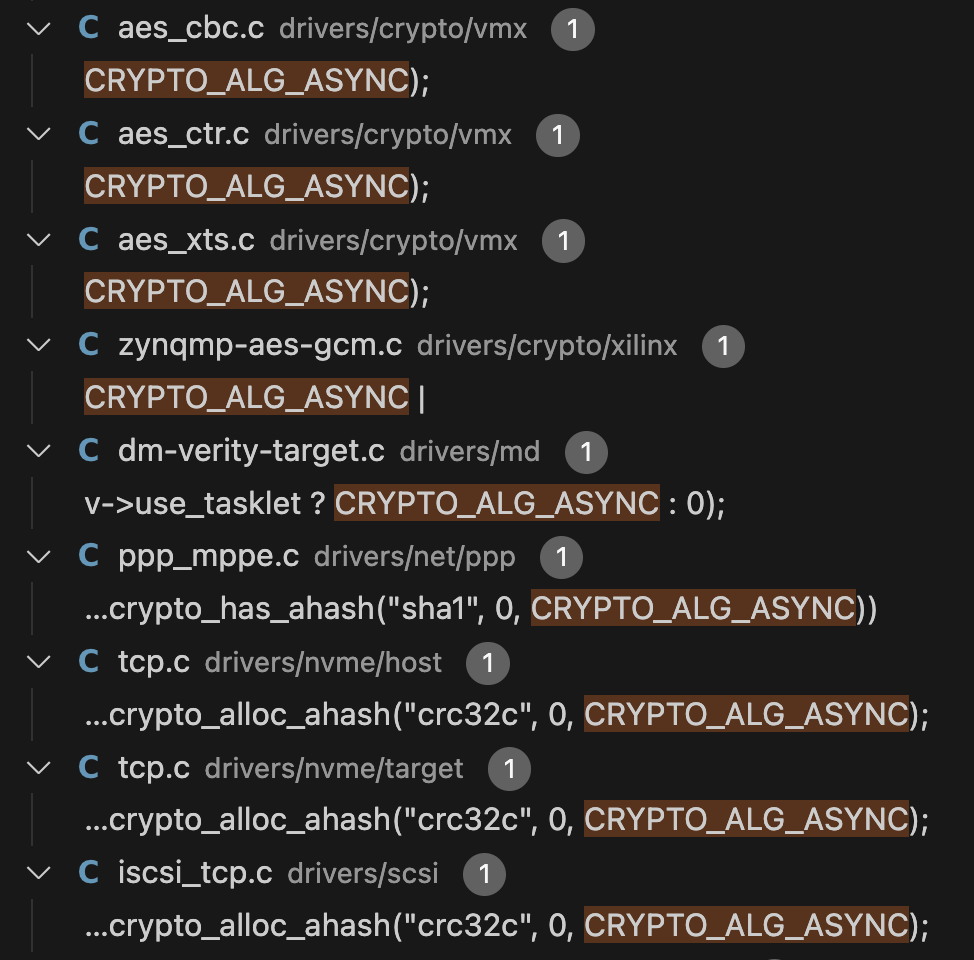 C aes_cbc.c drivers/crypto/vmx 1
CRYPTO_ALG_ASYNC);
C aes_ctr.c drivers/crypto/vmx 1
CRYPTO_ALG_ASYNC);
C aes_xts.c drivers/crypto/vmx 1
CRYPTO_ALG_ASYNC);
C zynqmp-aes-gcm.c drivers/crypto/xilinx 1
CRYPTO_ALG_ASYNC |
C dm-verity-target.c drivers/md 1
v->use_tasklet ? CRYPTO_ALG_ASYNC : 0);
C ppp_mppe.c drivers/net/ppp 1
...crypto_has_ahash("sha1", 0, CRYPTO_ALG_ASYNC))
C tcp.c drivers/nvme/host 1
...crypto_alloc_ahash("crc32c", 0, CRYPTO_ALG_ASYNC);
C tcp.c drivers/nvme/target 1
...crypto_alloc_ahash("crc32c", 0, CRYPTO_ALG_ASYNC);
C iscsi_tcp.c drivers/scsi 1
...crypto_alloc_ahash("crc32c", 0, CRYPTO_ALG_ASYNC);